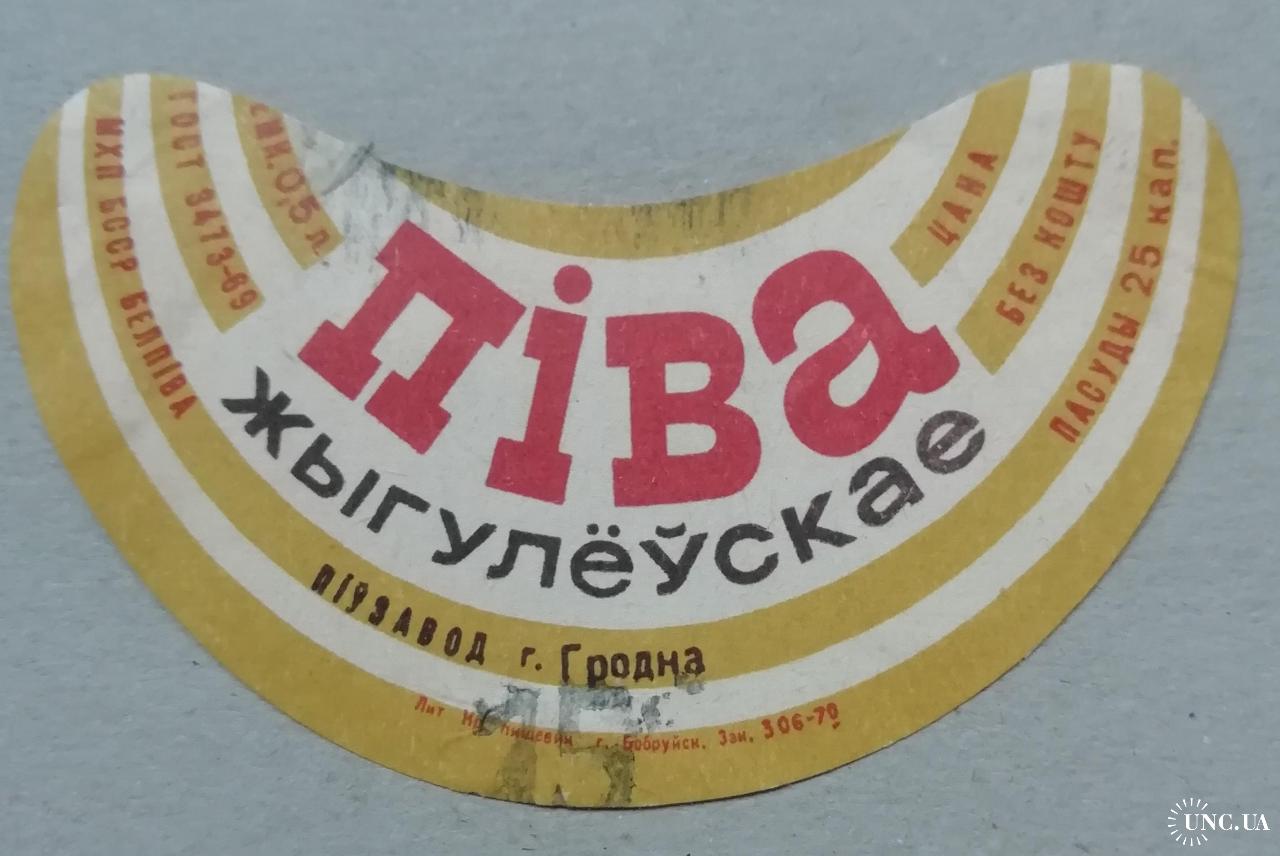 МХП БССР БЕЛПІВА
ГОСТ 3473-69
ЁМК. 0,5 л
ПІВА
ЖЫГУЛЁЎСКАЕ
ЦАНА
БЕЗ КОШТУ
ПАСУДЫ 25 кап.
ПІЎЗАВОД г. Гродна
Лит г. Бобруйск. Зак. 306-70
UNC.UA